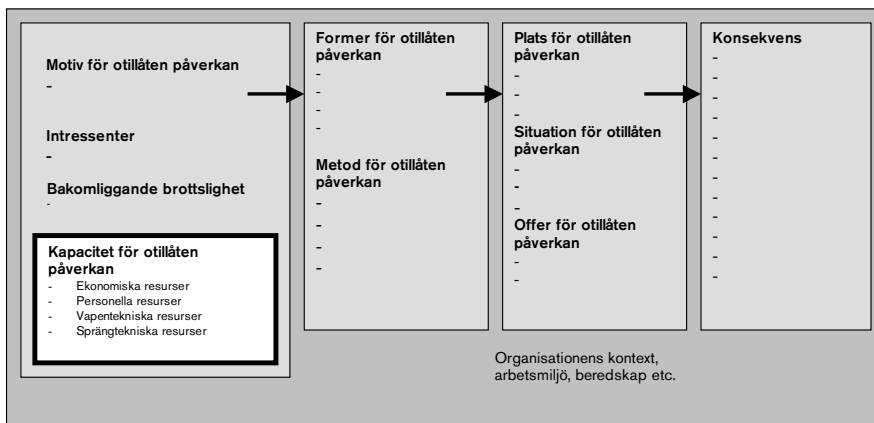 Motiv för otillåten påverkan
-
Intressenter
-
Bakomliggande brottslighet
-
Kapacitet för otillåten
påverkan
- Ekonomiska resurser
- Personella resurser
- Vapentekniska resurser
- Sprängtekniska resurser
Former för otillåten
påverkan
-
-
-
-
Metod för otillåten
påverkan
-
-
-
-
Plats för otillåten
påverkan
-
-
-
Situation för otillåten
påverkan
-
-
-
Offer för otillåten
påverkan
-
-
Konsekvens
-
-
-
-
-
-
-
-
-
-
-
-
Organisationens kontext,
arbetsmiljö, beredskap etc.